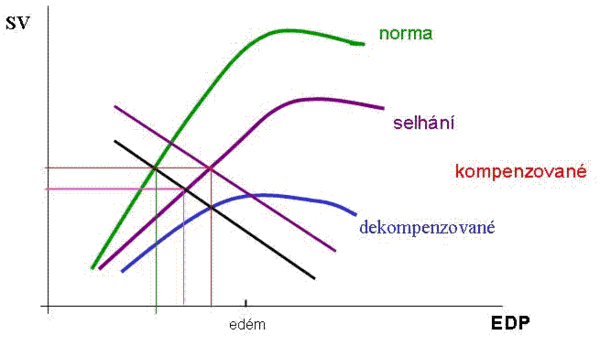 SV
norma
selhání
kompenzované
dekompenzované
edém
EDP